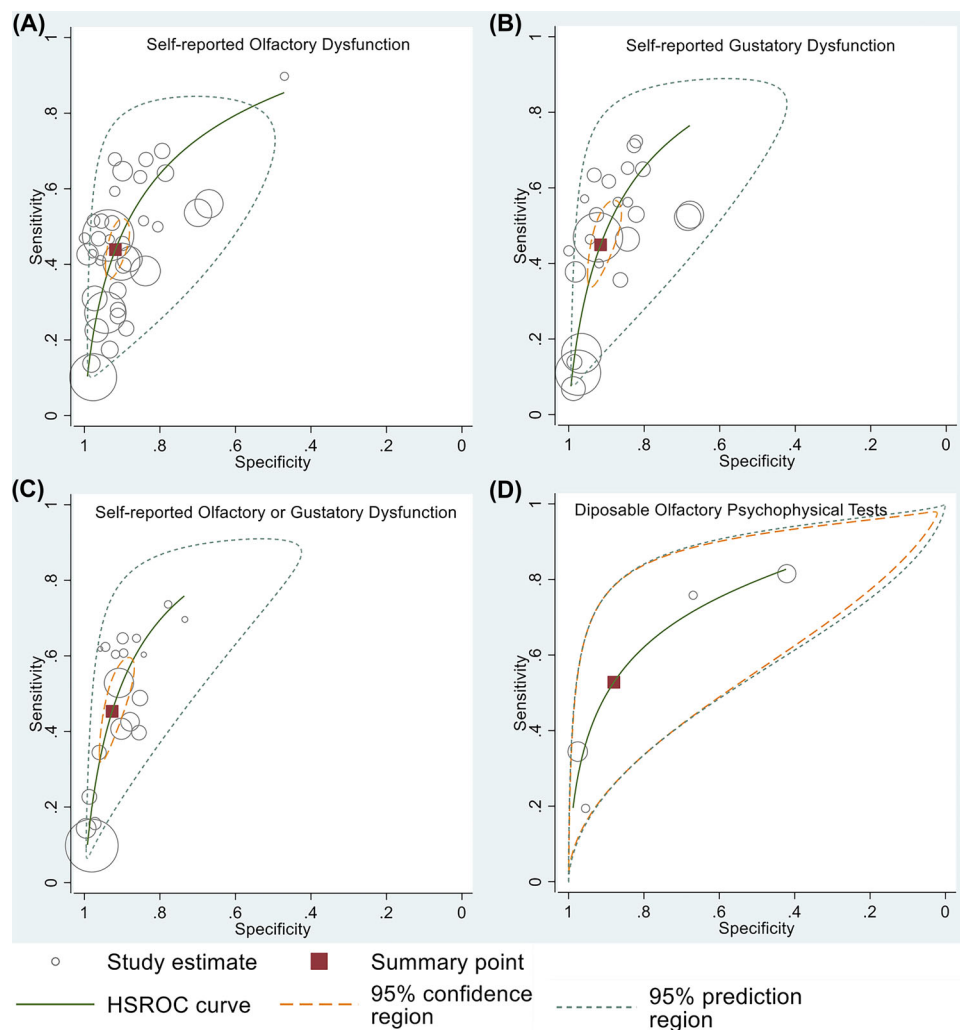 (A)
Self-reported Olfactory Dysfunction
Sensitivity
1
.8
.6
.4
.2
0
1 .8 .6 .4 .2 0
Specificity
(B)
Self-reported Gustatory Dysfunction
Sensitivity
1
.8
.6
.4
.2
0
1 .8 .6 .4 .2 0
Specificity
(C)
Self-reported Olfactory or Gustatory Dysfunction
Sensitivity
1
.8
.6
.4
.2
0
1 .8 .6 .4 .2 0
Specificity
(D)
Diposable Olfactory Psychophysical Tests
Sensitivity
1
.8
.6
.4
.2
0
1 .8 .6 .4 .2 0
Specificity
Study estimate
Summary point
HSROC curve
95% confidence
region
95% prediction
region